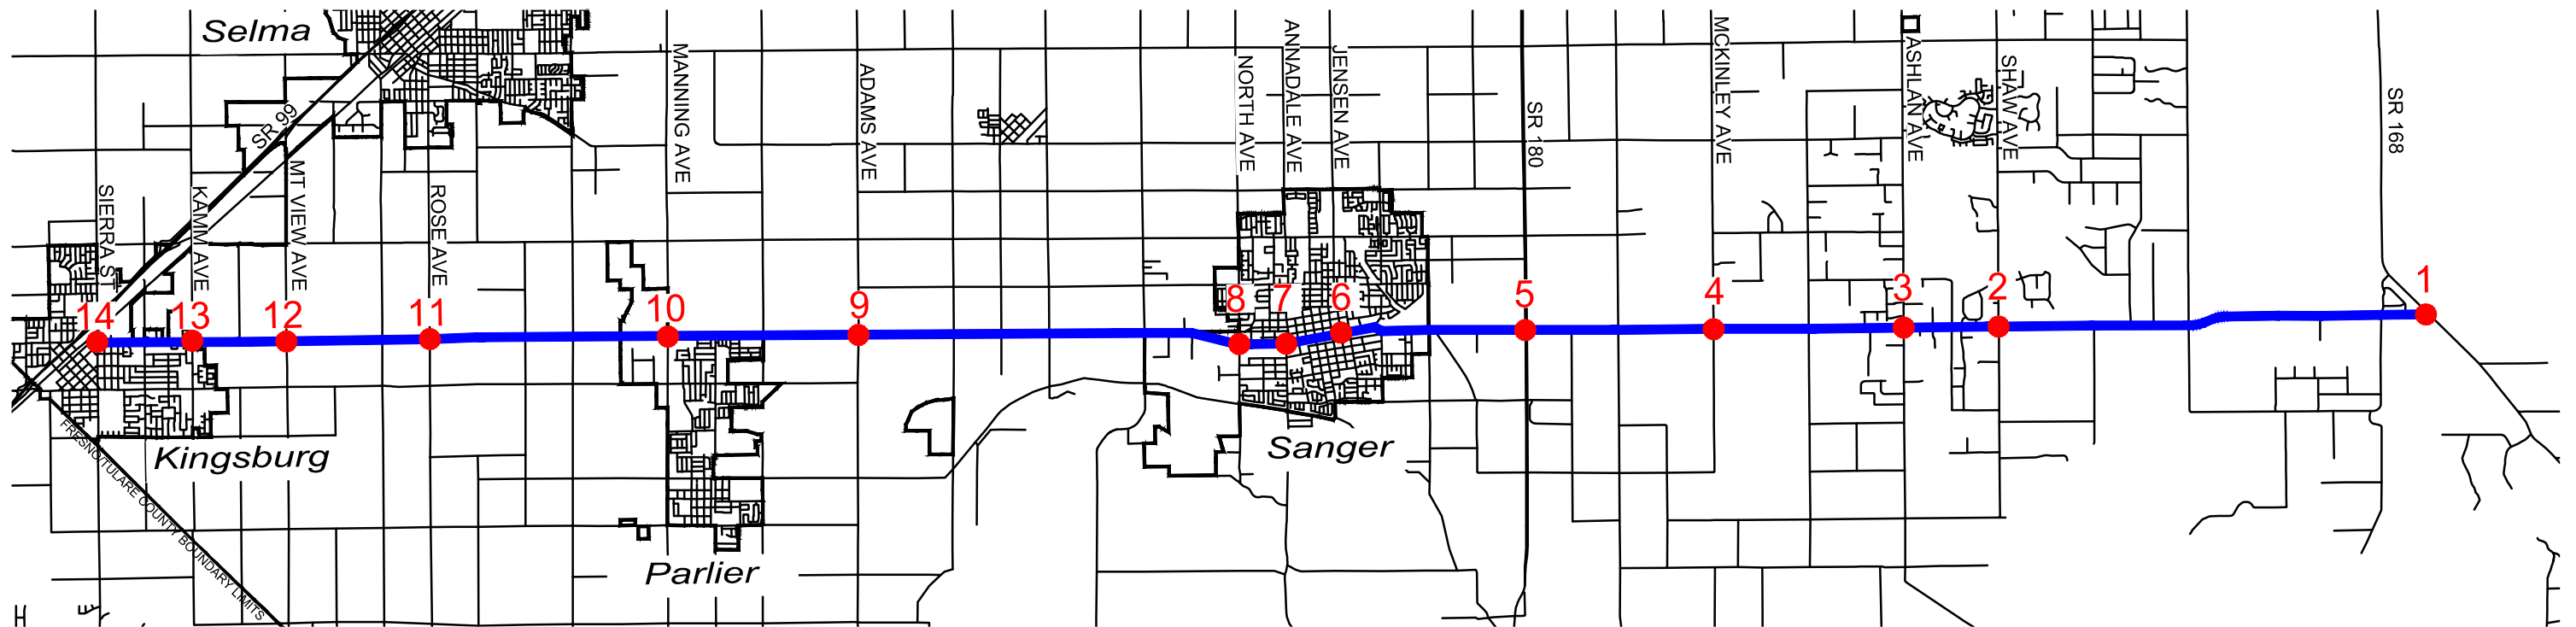 Selma
SR 99
SIERRA ST
KAMM AVE
MT VIEW AVE
ROSE AVE
MANNING AVE
ADAMS AVE
NORTH AVE
ANNADALE AVE
JENSEN AVE
SR 180
MCKINLEY AVE
ASHLAN AVE
SHAW AVE
SR 168
14
13
12
11
10
9
8
7
6
5
4
3
2
1
Kingsburg
Sanger
Parlier
FRESNO/TULARE COUNTY BOUNDARY LIMITS